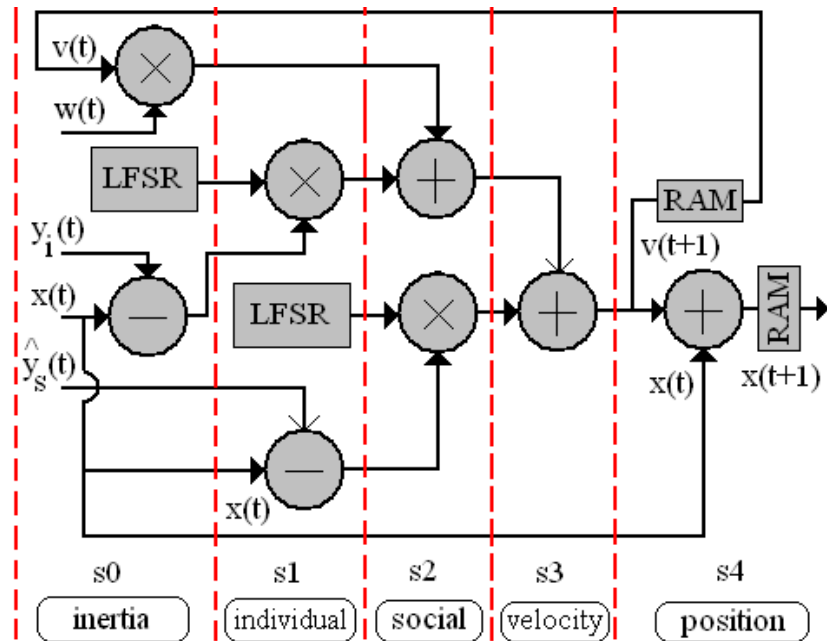 v(t)
w(t)
LFSR
y_i(t)
x(t)
ŷ_s(t)
LFSR
x(t)
RAM
v(t+1)
RAM
x(t)
x(t+1)
s0 s1 s2 s3 s4
inertia individual social velocity position